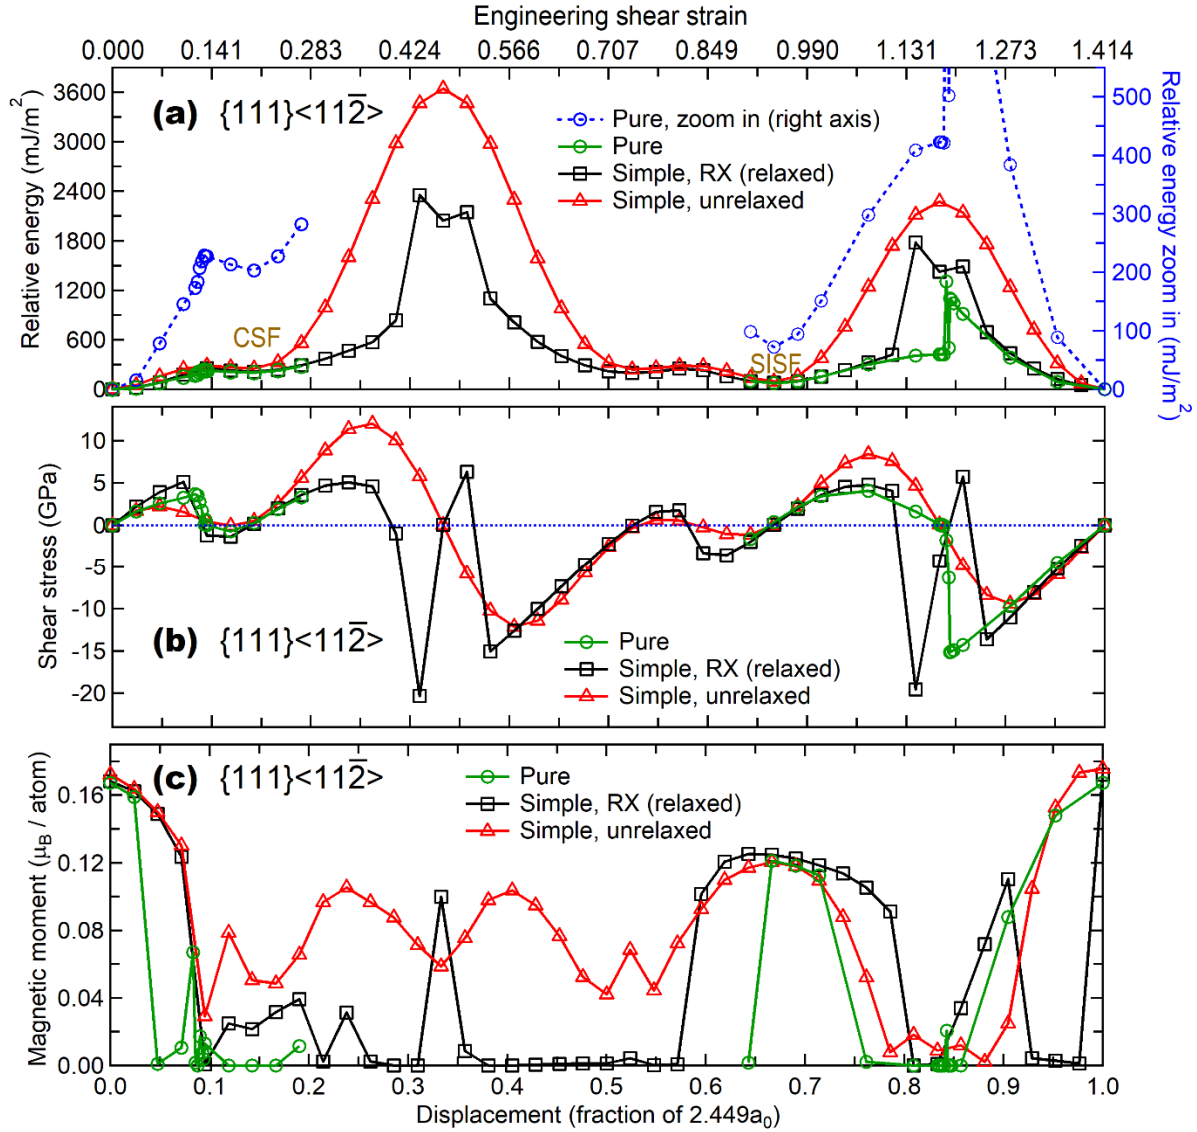 Engineering shear strain
0.000 0.141 0.283 0.424 0.566 0.707 0.849 0.990 1.131 1.273 1.414
(a) {111}<112̅>
Relative energy (mJ/m²)
3600
3000
2400
1800
1200
600
0
Pure, zoom in (right axis)
Pure
Simple, RX (relaxed)
Simple, unrelaxed
CSF
SISF
500
400
300
200
100
0
Relative energy zoom in (mJ/m²)
Shear stress (GPa)
10
5
0
-5
-10
-15
-20
(b) {111}<112̅>
Pure
Simple, RX (relaxed)
Simple, unrelaxed
(c) {111}<112̅>
Magnetic moment (μB / atom)
0.16
0.12
0.08
0.04
0.00
Pure
Simple, RX (relaxed)
Simple, unrelaxed
0.0 0.1 0.2 0.3 0.4 0.5 0.6 0.7 0.8 0.9 1.0
Displacement (fraction of 2.449a₀)